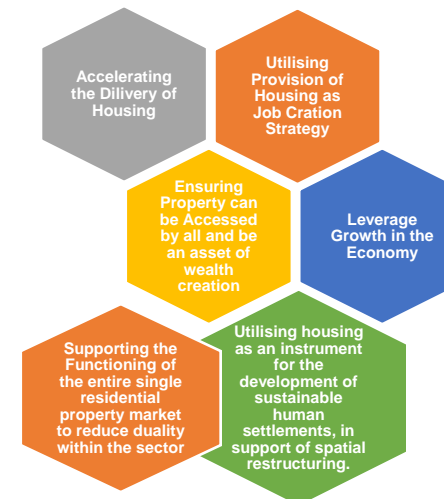 Accelerating
the Dilivery of
Housing
Utilising
Provision of
Housing as
Job Cration
Strategy
Ensuring
Property can
be Accessed
by all and be
an asset of
wealth
creation
Leverage
Growth in the
Economy
Supporting the
Functioning of
the entire single
residential
property market
to reduce duality
within the sector
Utilising housing
as an instrument
for the
development of
sustainable
human
settlements, in
support of spatial
restructuring.